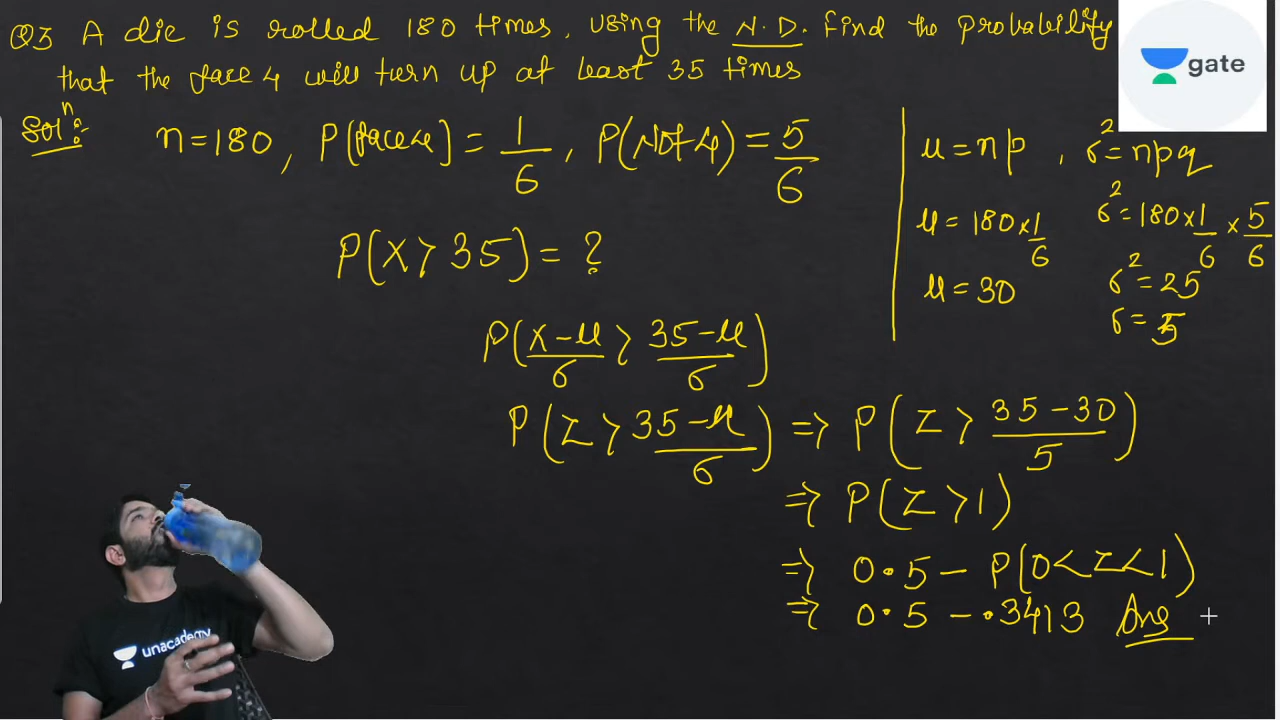 Q3 A die is rolled 180 times, using the N.D. find the probability
that the face 4 will turn up at least 35 times
gate
Solⁿ:
n=180, P(face 4) = 1/6, P(Not 4) = 5/6
μ = np, σ² = npq
μ = 180×1/6 σ² = 180×1/6×5/6
μ = 30 σ² = 25
σ = 5
P(X > 35) = ?
P(X-μ/σ > 35-μ/σ)
P(Z > 35-μ/σ) ⇒ P(Z > 35-30/5)
⇒ P(Z > 1)
⇒ 0.5 - P(0 < Z < 1)
⇒ 0.5 - .3413 Ans
unacademy